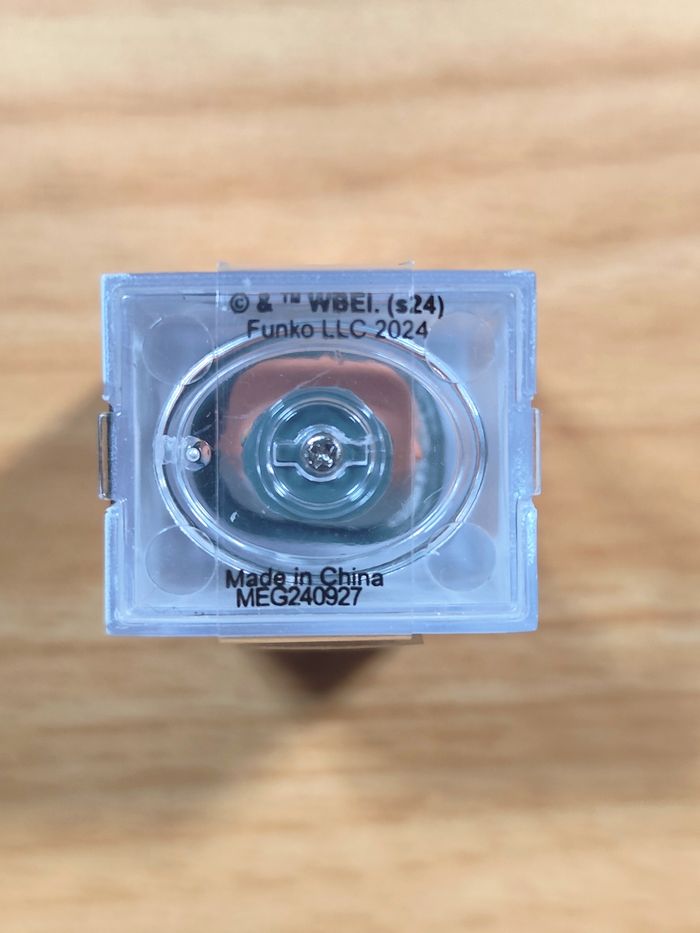 © & ™ WBEI. (s24)
Funko LLC 2024
Made in China
MEG240927